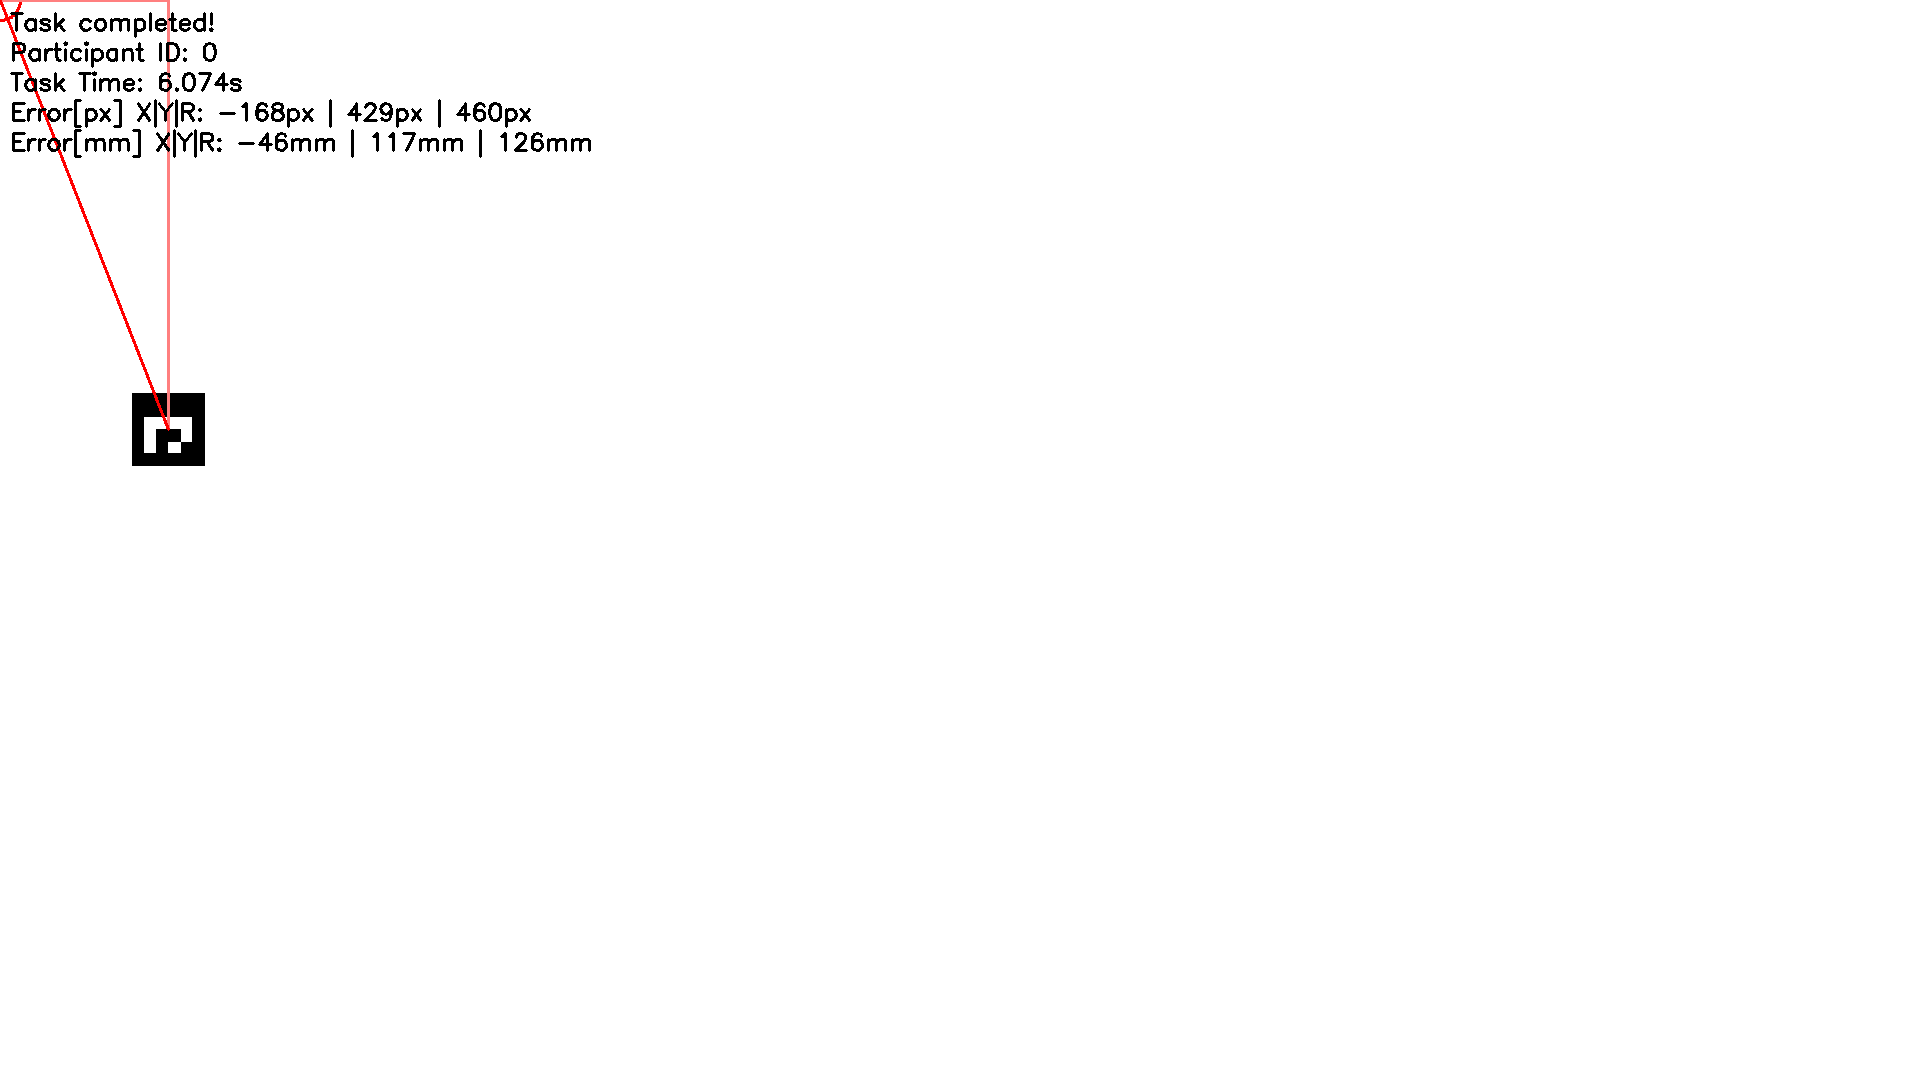 Task completed!
Participant ID: 0
Task Time: 6.074s
Error[px] X|Y|R: -168px | 429px | 460px
Error[mm] X|Y|R: -46mm | 117mm | 126mm